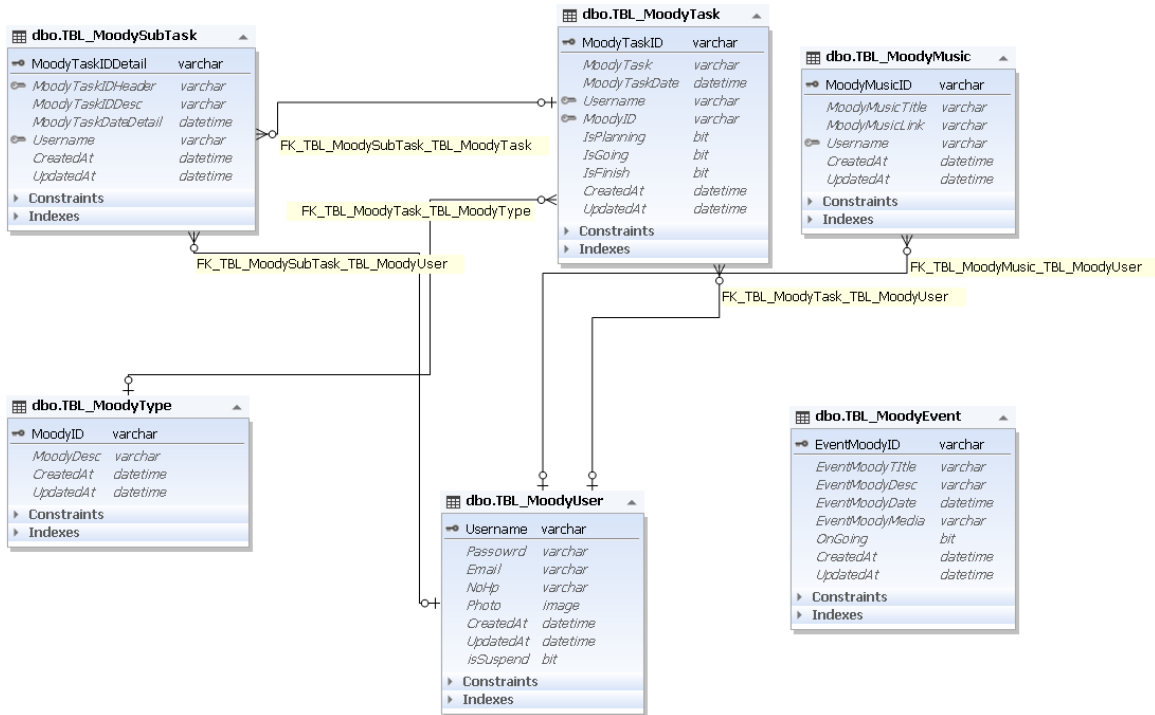 dbo.TBL_MoodySubTask
MoodyTaskIDDetail varchar
MoodyTaskIDHeader varchar
MoodyTaskIDDesc varchar
MoodyTaskDateDetail datetime
Username varchar
CreatedAt datetime
UpdatedAt datetime
Constraints
Indexes
dbo.TBL_MoodyTask
MoodyTaskID varchar
MoodyTask varchar
MoodyTaskDate datetime
Username varchar
MoodyID varchar
IsPlanning bit
IsGoing bit
IsFinish bit
CreatedAt datetime
UpdatedAt datetime
Constraints
Indexes
dbo.TBL_MoodyMusic
MoodyMusicID varchar
MoodyMusicTitle varchar
MoodyMusicLink varchar
Username varchar
CreatedAt datetime
UpdatedAt datetime
Constraints
Indexes
FK_TBL_MoodySubTask_TBL_MoodyTask
FK_TBL_MoodyTask_TBL_MoodyType
FK_TBL_MoodySubTask_TBL_MoodyUser
FK_TBL_MoodyMusic_TBL_MoodyUser
FK_TBL_MoodyTask_TBL_MoodyUser
dbo.TBL_MoodyType
MoodyID varchar
MoodyDesc varchar
CreatedAt datetime
UpdatedAt datetime
Constraints
Indexes
dbo.TBL_MoodyUser
Username varchar
Passowrd varchar
Email varchar
NoHp varchar
Photo image
CreatedAt datetime
UpdatedAt datetime
isSuspend bit
Constraints
Indexes
dbo.TBL_MoodyEvent
EventMoodyID varchar
EventMoodyTItle varchar
EventMoodyDesc varchar
EventMoodyDate datetime
EventMoodyMedia varchar
OnGoing bit
CreatedAt datetime
UpdatedAt datetime
Constraints
Indexes